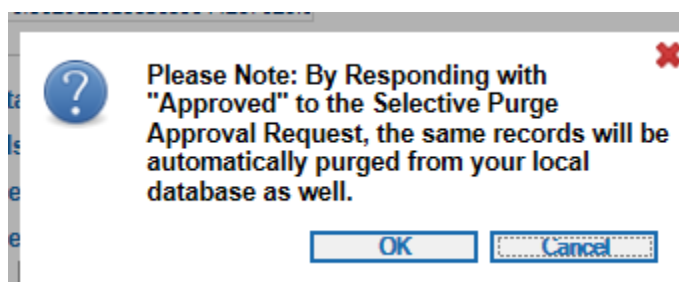 Please Note: By Responding with
"Approved" to the Selective Purge
Approval Request, the same records will be
automatically purged from your local
database as well.
OK Cancel